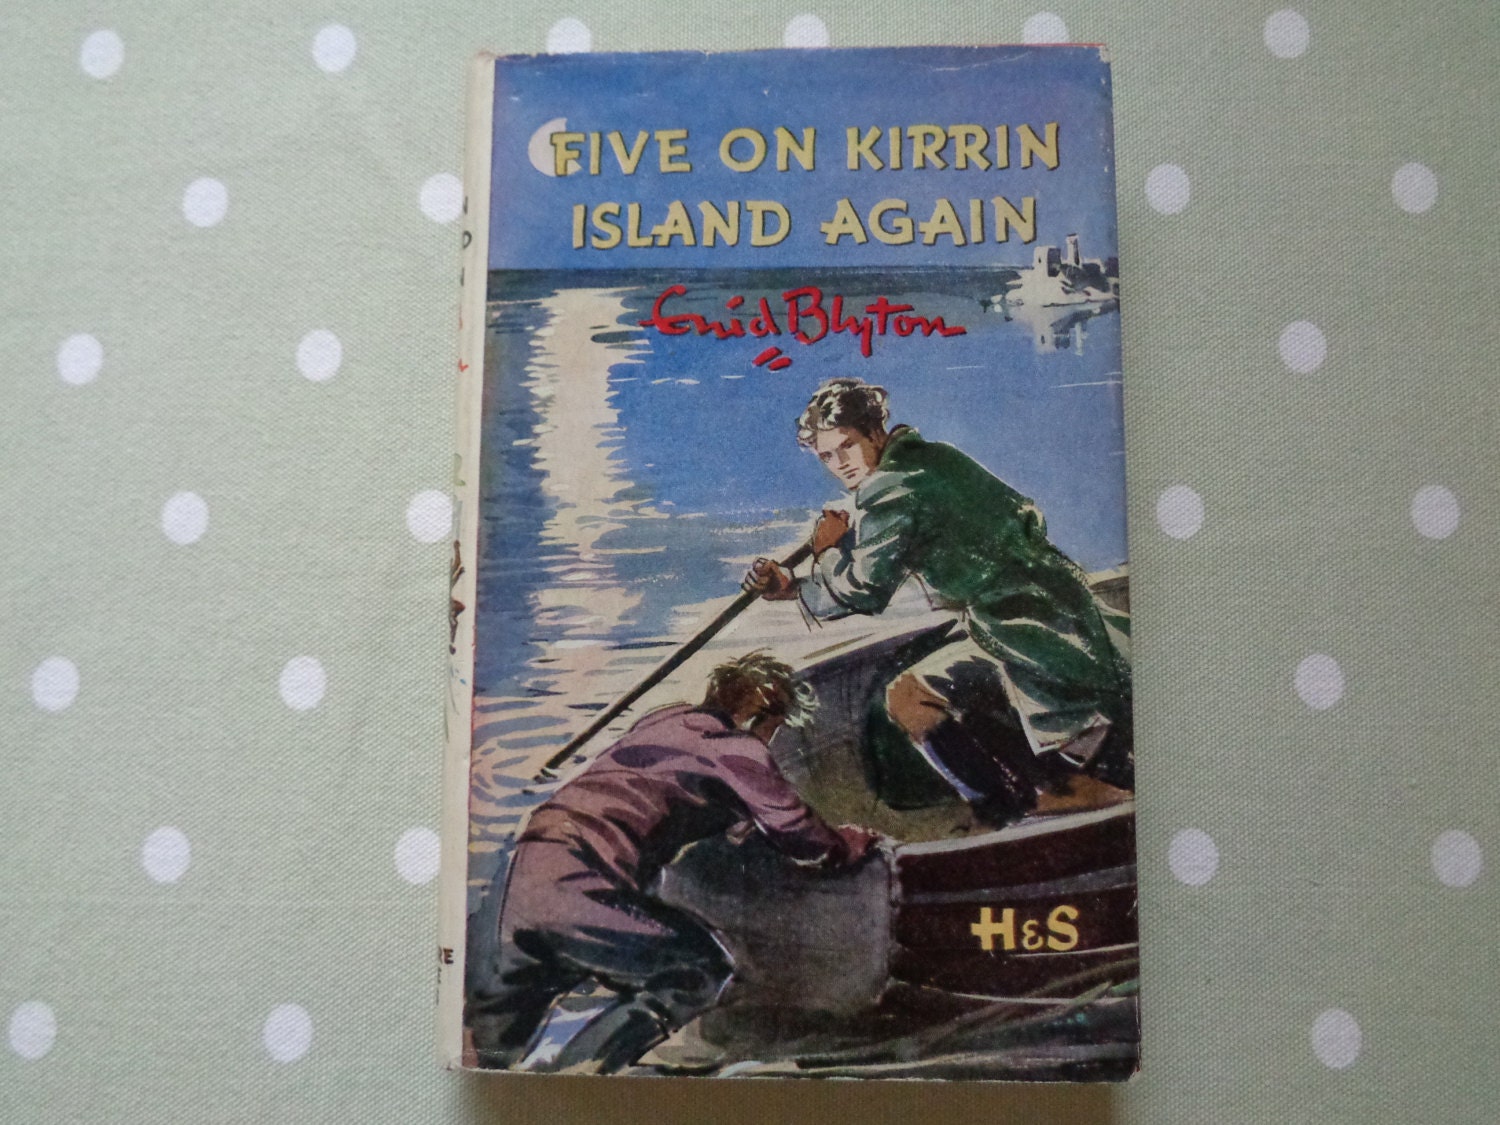 FIVE ON KIRRIN
ISLAND AGAIN
Enid Blyton
H&S